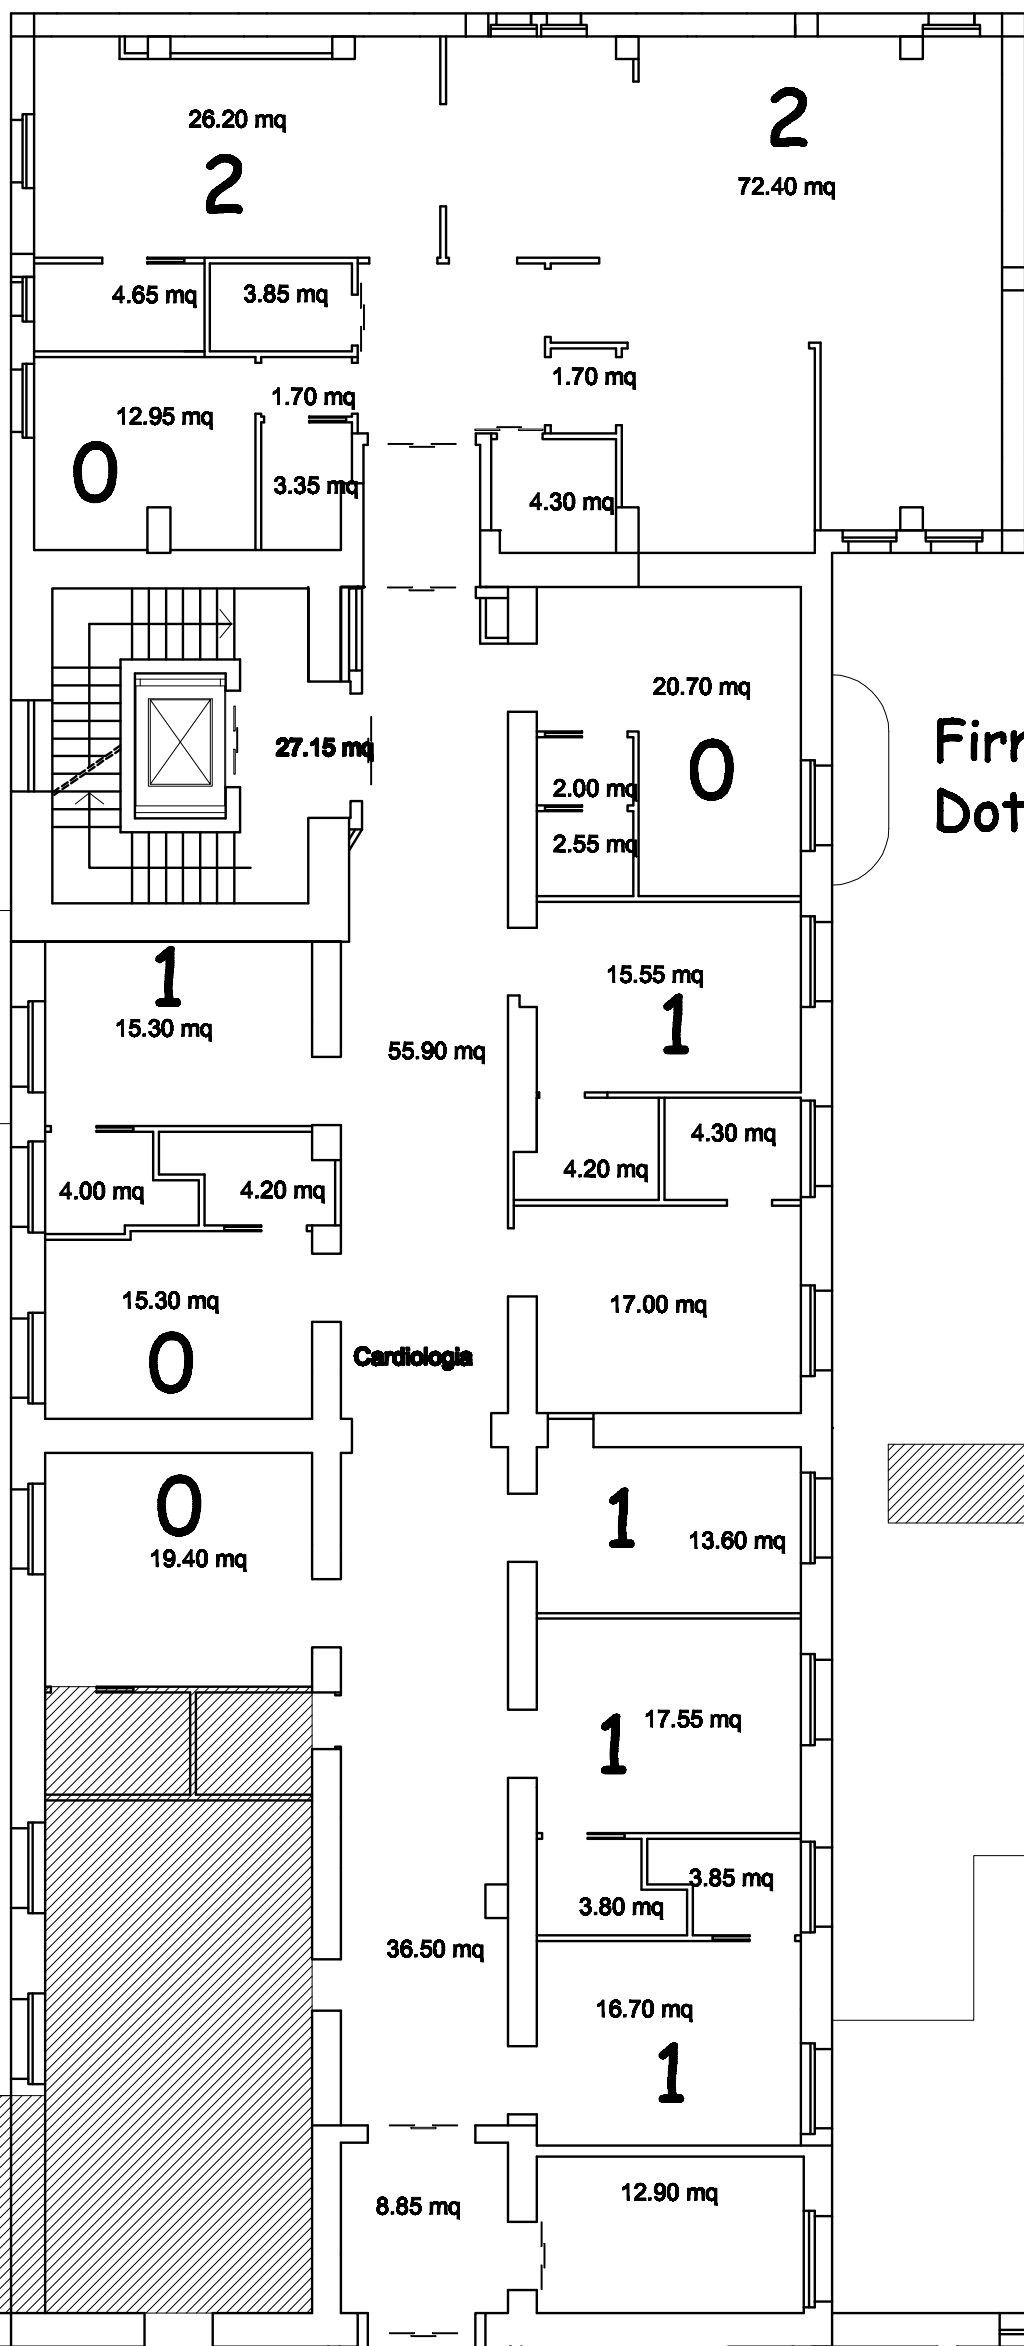 26.20 mq
2
2
72.40 mq
4.65 mq
3.85 mq
1.70 mq
1.70 mq
12.95 mq
0
3.35 mq
4.30 mq
20.70 mq
27.15 mq
0
2.00 mq
2.55 mq
Firr
Dot
1
15.30 mq
15.55 mq
1
55.90 mq
4.30 mq
4.20 mq
4.00 mq
4.20 mq
15.30 mq
0
17.00 mq
Cardiologia
0
19.40 mq
1
13.60 mq
1
17.55 mq
3.85 mq
3.80 mq
36.50 mq
16.70 mq
1
12.90 mq
8.85 mq